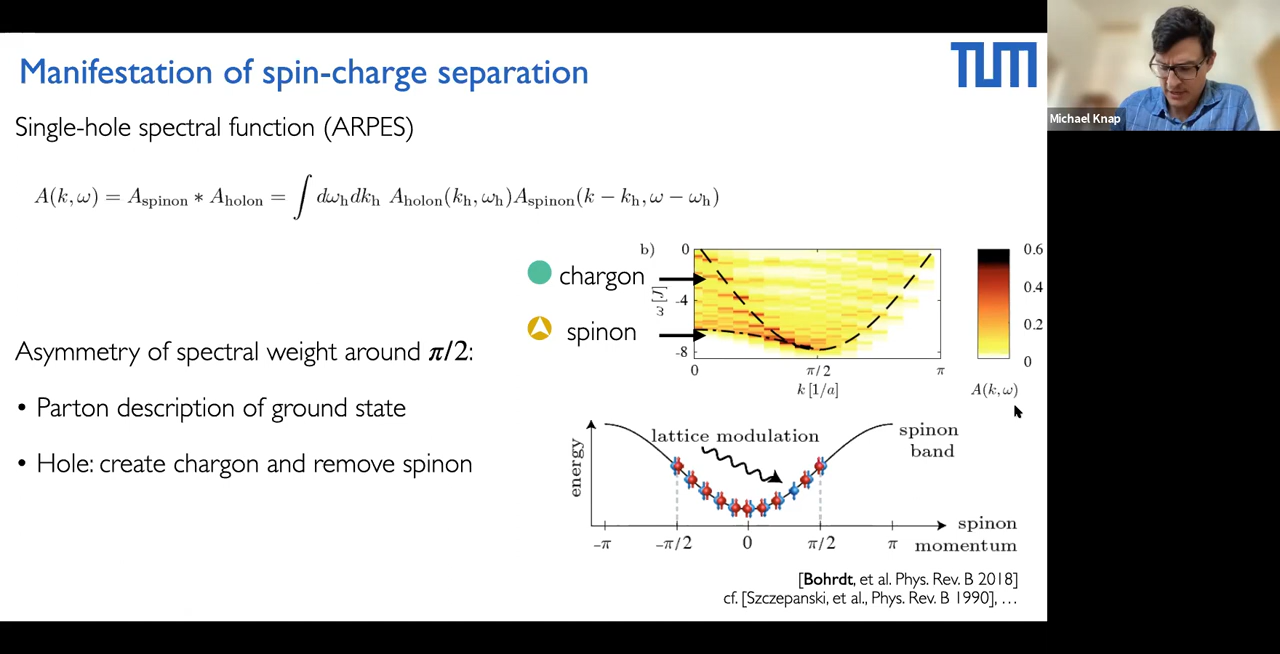 Manifestation of spin-charge separation
TUM
Michael Knap
Single-hole spectral function (ARPES)
A(k, ω) = A_spinon ∗ A_holon = ∫ dω_h dk_h A_holon(k_h, ω_h) A_spinon(k − k_h, ω − ω_h)
b)
0
-4
-8
ω [J]
chargon
spinon
0
π/2
π
k [1/a]
0.6
0.4
0.2
0
A(k, ω)
Asymmetry of spectral weight around π/2:
• Parton description of ground state
• Hole: create chargon and remove spinon
energy
lattice modulation
spinon
band
−π
−π/2
0
π/2
π
spinon
momentum
[Bohrdt, et al. Phys. Rev. B 2018]
cf. [Szczepanski, et al., Phys. Rev. B 1990], …